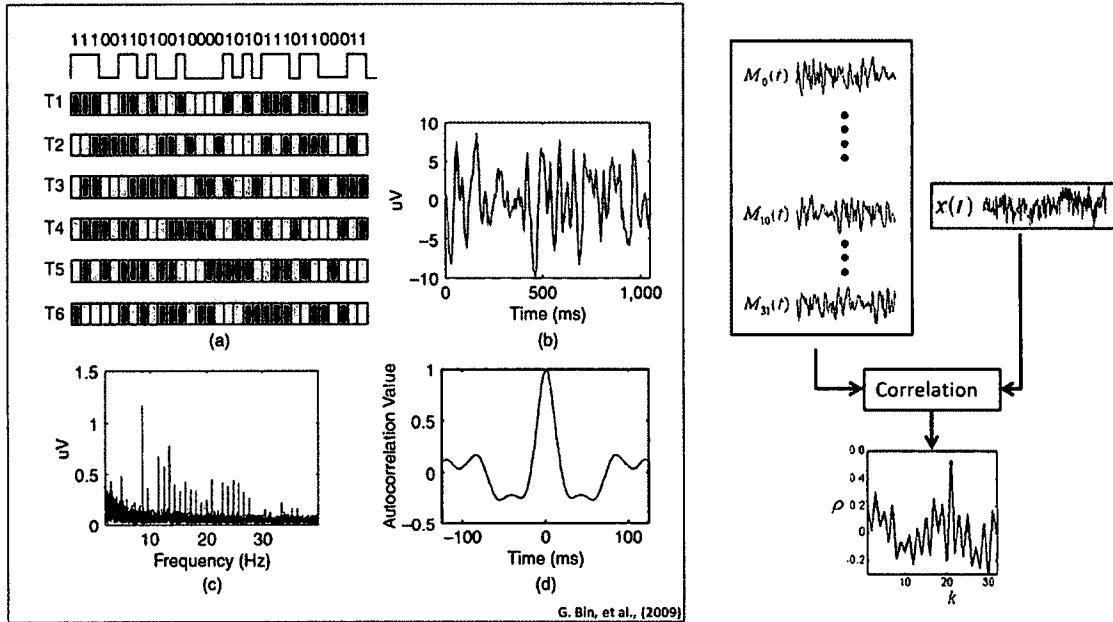 1110011010010000101011101100011
T1
T2
T3
T4
T5
T6
(a)
10
5
0
−5
−10
uV
0 500 1,000
Time (ms)
(b)
1.5
1
0.5
0
uV
10 20 30
Frequency (Hz)
(c)
1
0.5
0
−0.5
Autocorrelation Value
−100 0 100
Time (ms)
(d)
G. Bin, et al., (2009)
M₀(t)
M₁₀(t)
M₃₁(t)
x(t)
Correlation
0.2
0
-0.2
ρ
10 20 30
k